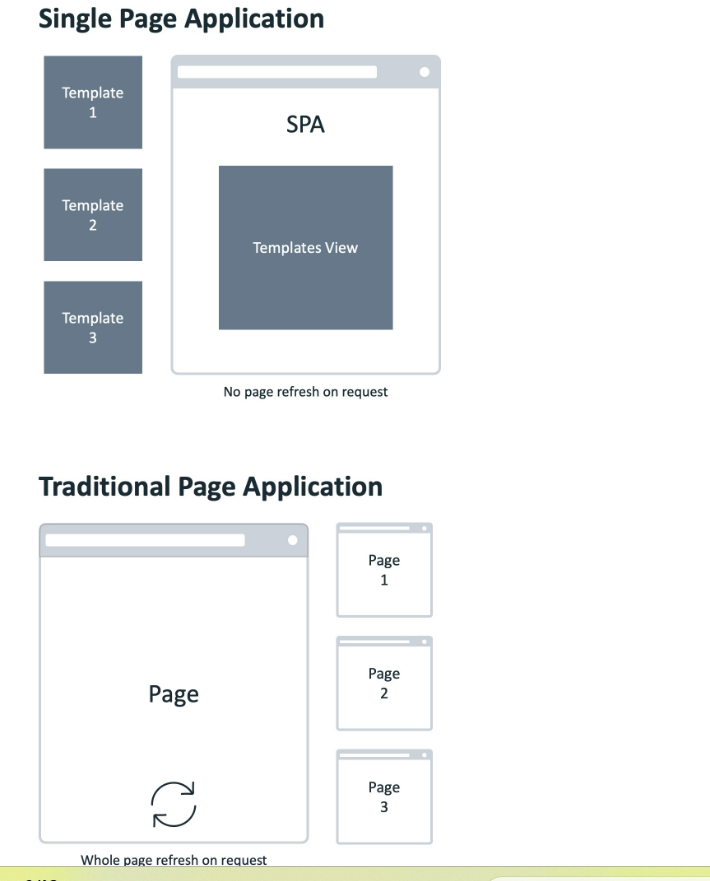 Single Page Application
Template
1
SPA
Template
2
Templates View
Template
3
No page refresh on request
Traditional Page Application
Page
1
Page
2
Page
Page
3
Whole page refresh on request